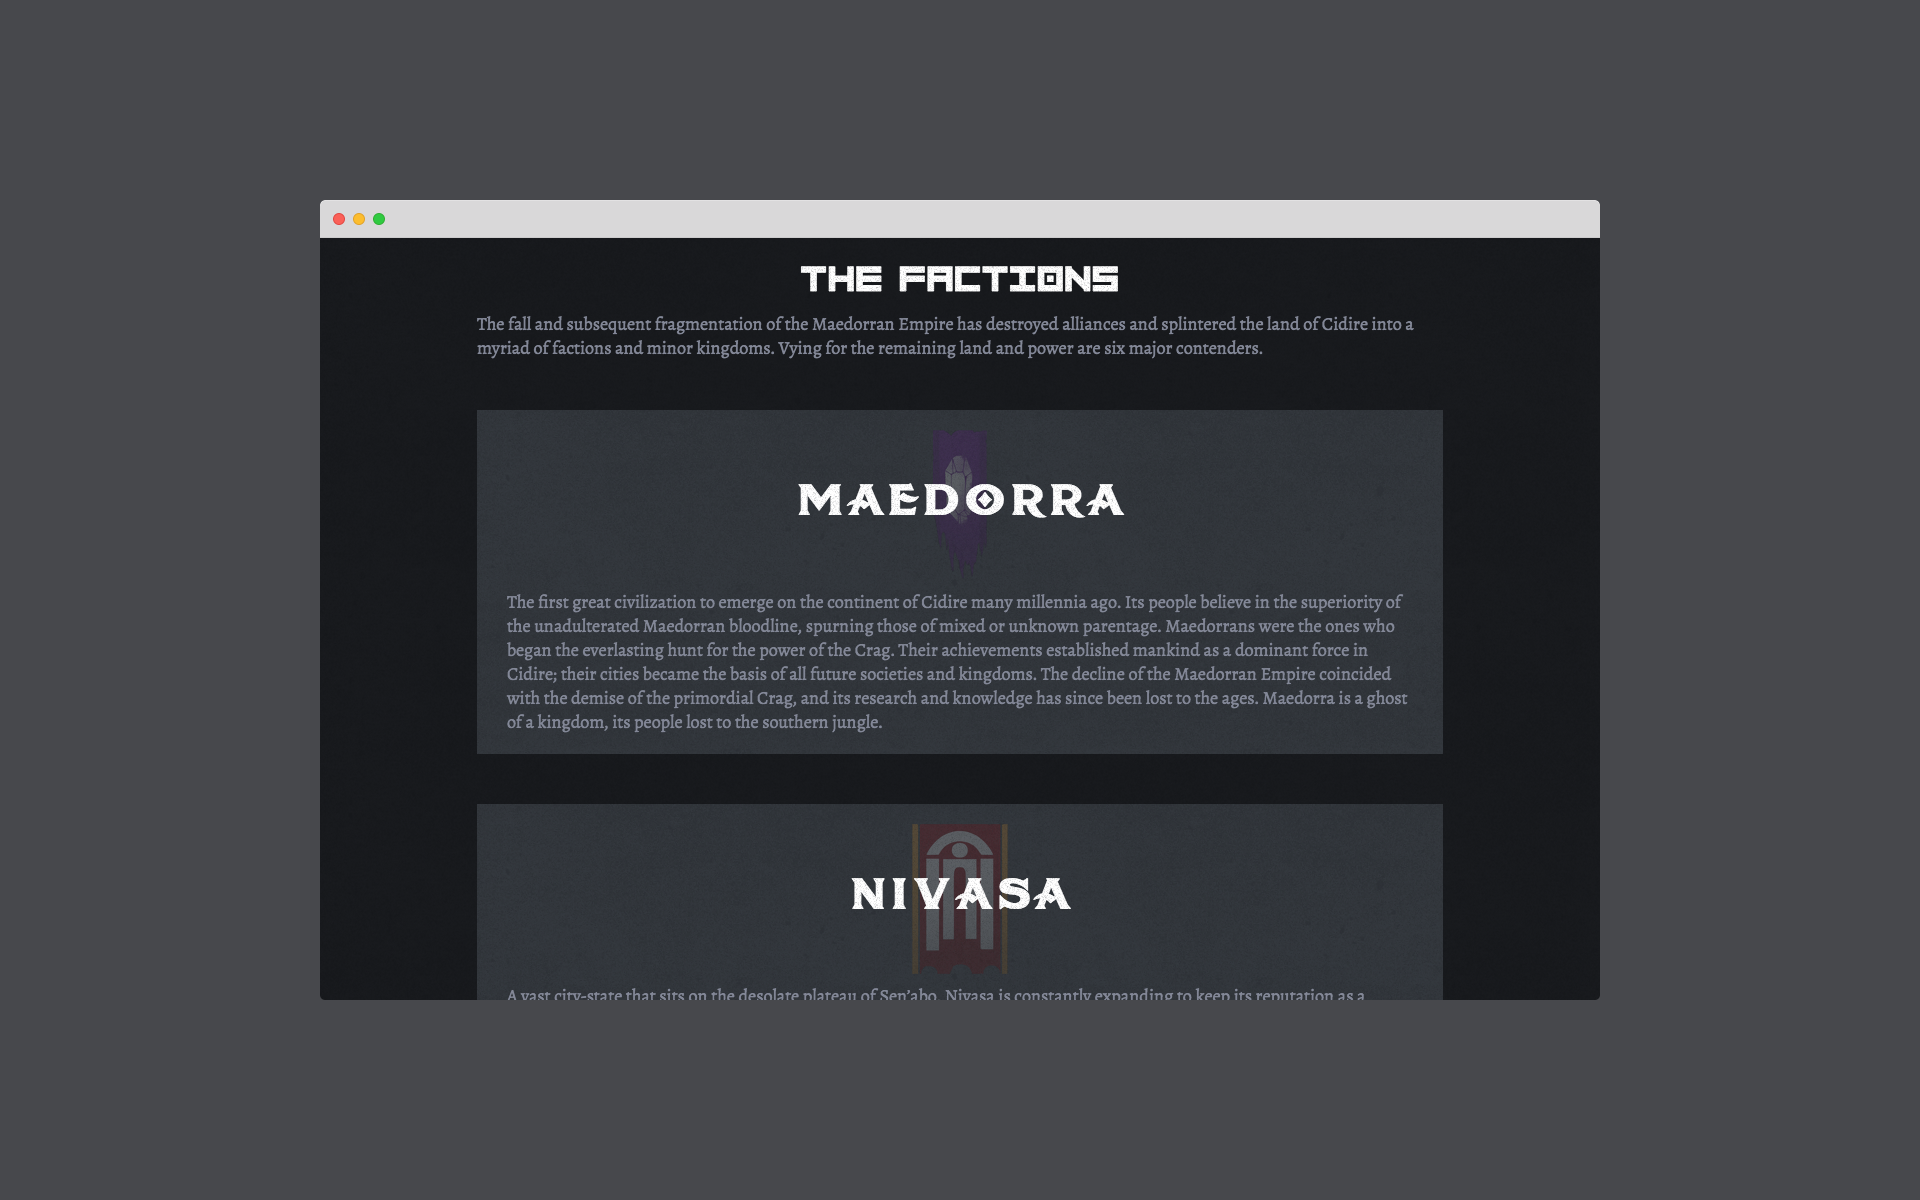 THE FACTIONS
The fall and subsequent fragmentation of the Maedorran Empire has destroyed alliances and splintered the land of Cidire into a
myriad of factions and minor kingdoms. Vying for the remaining land and power are six major contenders.
MAEDORRA
The first great civilization to emerge on the continent of Cidire many millennia ago. Its people believe in the superiority of
the unadulterated Maedorran bloodline, spurning those of mixed or unknown parentage. Maedorrans were the ones who
began the everlasting hunt for the power of the Crag. Their achievements established mankind as a dominant force in
Cidire; their cities became the basis of all future societies and kingdoms. The decline of the Maedorran Empire coincided
with the demise of the primordial Crag, and its research and knowledge has since been lost to the ages. Maedorra is a ghost
of a kingdom, its people lost to the southern jungle.
NIVASA
A vast city-state that sits on the desolate plateau of Sen’abo, Nivasa is constantly expanding to keep its reputation as a